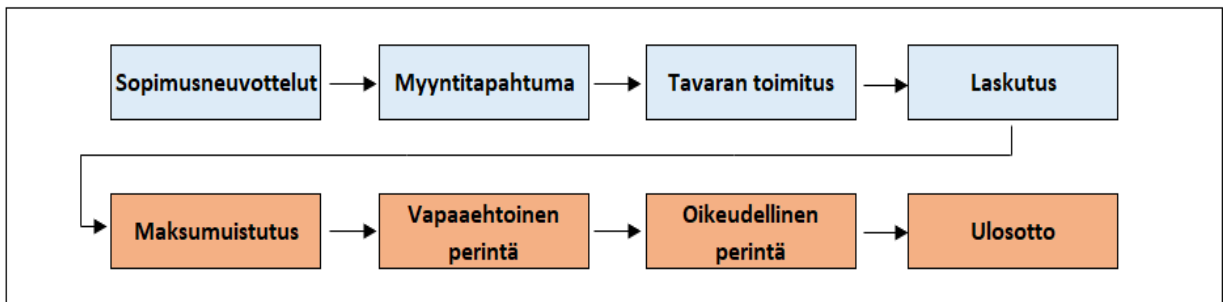 Sopimusneuvottelut
Myyntitapahtuma
Tavaran toimitus
Laskutus
Maksumuistutus
Vapaaehtoinen
perintä
Oikeudellinen
perintä
Ulosotto